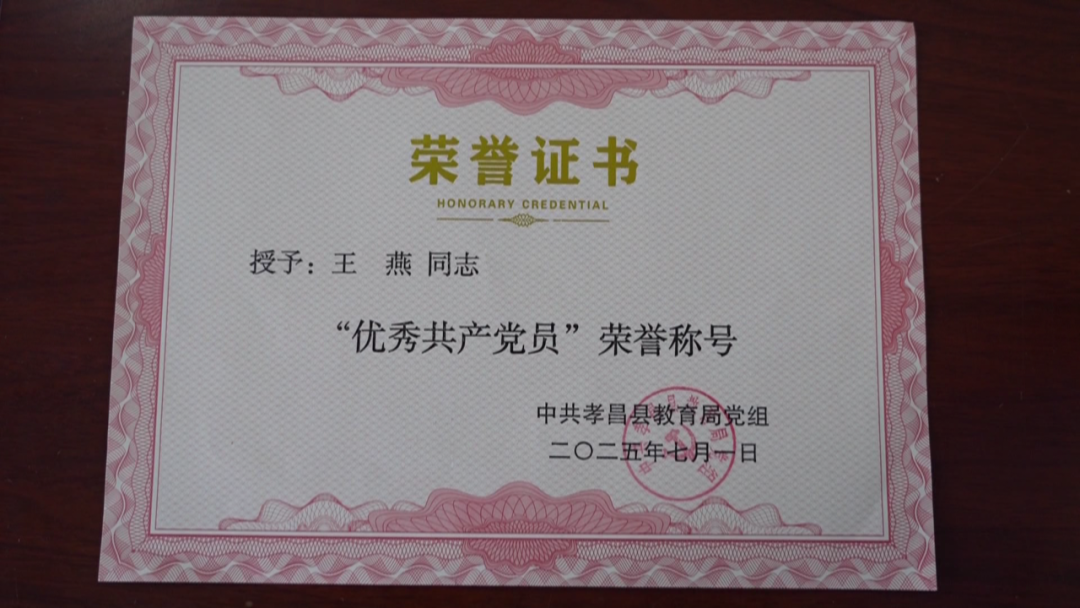 荣誉证书
HONORARY CREDENTIAL
授予：王 燕 同志
“优秀共产党员”荣誉称号
中共孝昌县教育局党组
二〇二五年七月一日